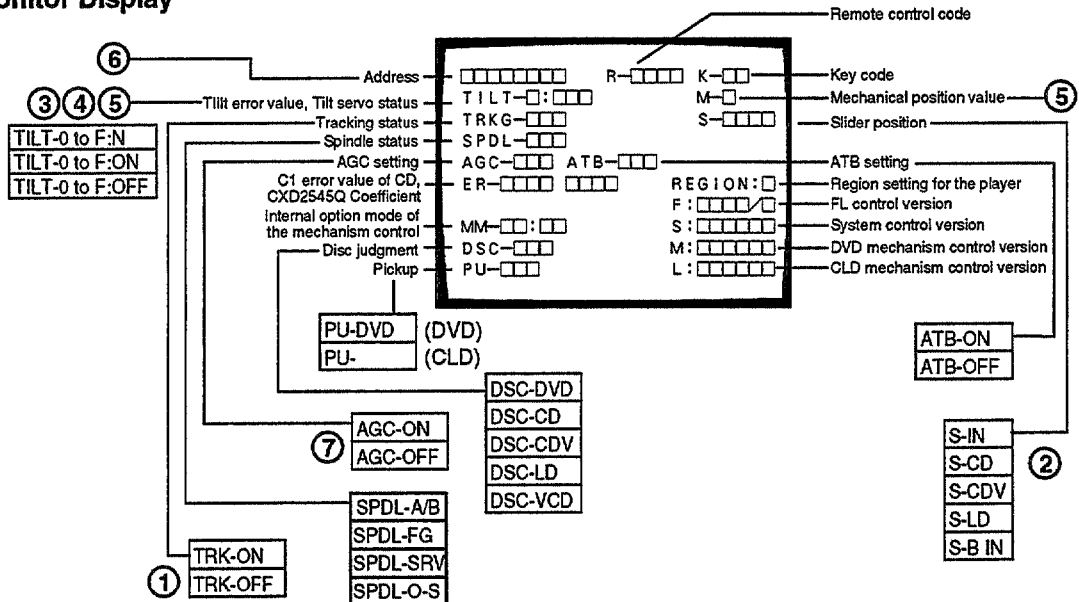 onitor Display
Remote control code
⑥
Address
□□□□□□□□ R-□□□□ K-□□
Key code
③ ④ ⑤
Tilt error value, Tilt servo status
TILT-□:□□□ M-□
Mechanical position value
⑤
Tracking status
TRKG-□□□ S-□□□□
Slider position
TILT-0 to F:N
TILT-0 to F:ON
TILT-0 to F:OFF
Spindle status
SPDL-□□□
AGC setting
AGC-□□□ ATB-□□□
ATB setting
C1 error value of CD,
CXD2545Q Coefficient
ER-□□□□ □□□□ REGION:□
Region setting for the player
F:□□□□/□
FL control version
Internal option mode of
the mechanism control
MM-□□:□□ S:□□□□□□
System control version
Disc judgment
DSC-□□□ M:□□□□□□
DVD mechanism control version
Pickup
PU-□□□ L:□□□□□□
CLD mechanism control version
PU-DVD (DVD)
PU- (CLD)
ATB-ON
ATB-OFF
DSC-DVD
DSC-CD
DSC-CDV
DSC-LD
DSC-VCD
⑦
AGC-ON
AGC-OFF
S-IN
S-CD
S-CDV
S-LD
S-B IN
②
SPDL-A/B
SPDL-FG
SPDL-SRV
SPDL-O-S
①
TRK-ON
TRK-OFF